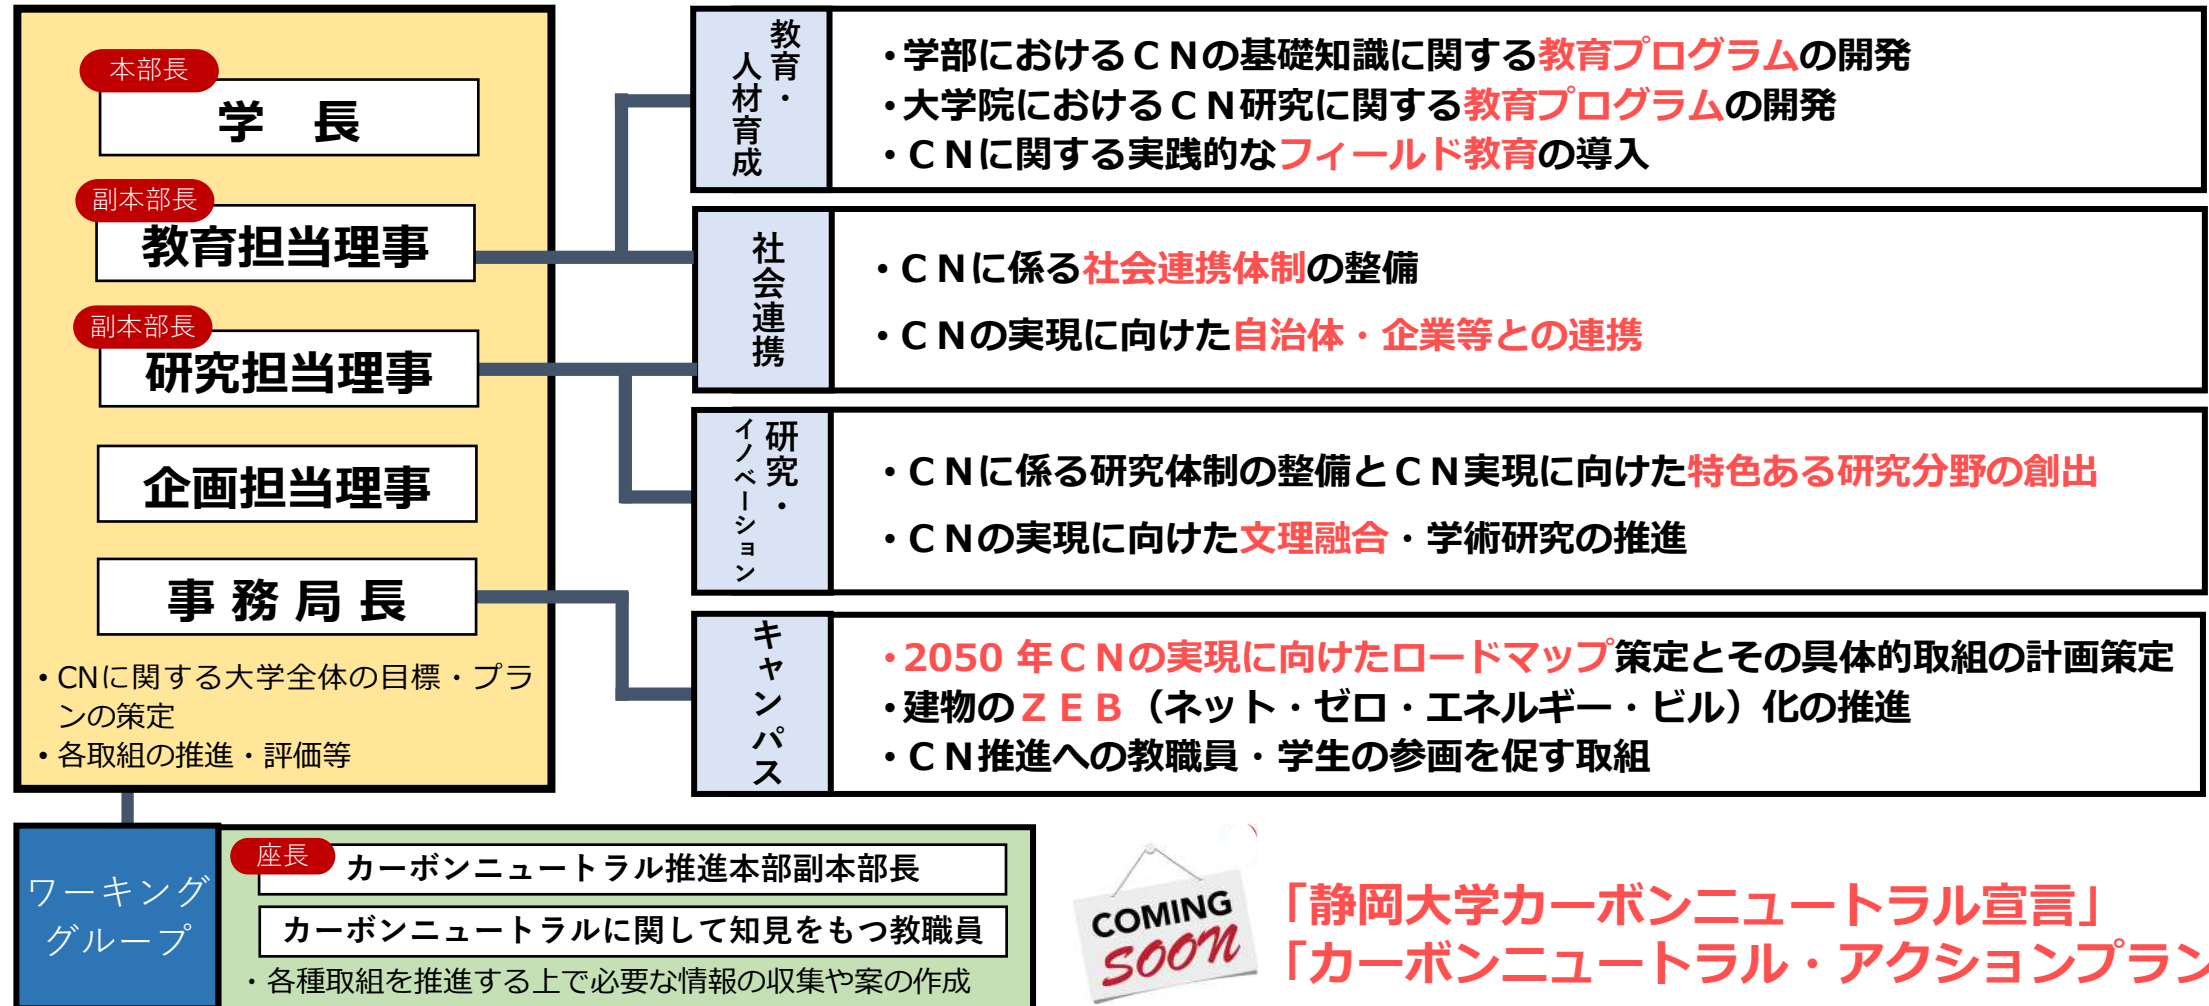 本部長
学 長
副本部長
教育担当理事
副本部長
研究担当理事
企画担当理事
事 務 局 長
・CNに関する大学全体の目標・プラ
ンの策定
・各取組の推進・評価等
教育・
人材育成
・学部におけるＣＮの基礎知識に関する教育プログラムの開発
・大学院におけるＣＮ研究に関する教育プログラムの開発
・ＣＮに関する実践的なフィールド教育の導入
社会連携
・ＣＮに係る社会連携体制の整備
・ＣＮの実現に向けた自治体・企業等との連携
研究・
イノベーション
・ＣＮに係る研究体制の整備とＣＮ実現に向けた特色ある研究分野の創出
・ＣＮの実現に向けた文理融合・学術研究の推進
キャンパス
・2050 年ＣＮの実現に向けたロードマップ策定とその具体的取組の計画策定
・建物のＺＥＢ（ネット・ゼロ・エネルギー・ビル）化の推進
・ＣＮ推進への教職員・学生の参画を促す取組
ワーキング
グループ
座長
カーボンニュートラル推進本部副本部長
カーボンニュートラルに関して知見をもつ教職員
・各種取組を推進する上で必要な情報の収集や案の作成
COMING
SOON
「静岡大学カーボンニュートラル宣言」
「カーボンニュートラル・アクションプラン